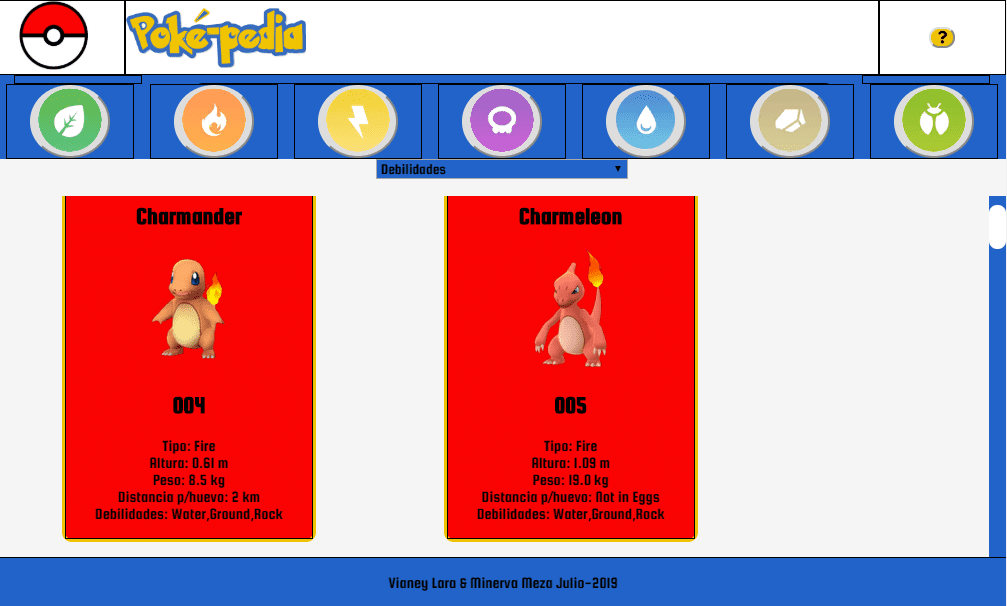 Poké-pedia
?
Debilidades
Charmander
004
Tipo: Fire
Altura: 0.61 m
Peso: 8.5 kg
Distancia p/huevo: 2 km
Debilidades: Water,Ground,Rock
Charmeleon
005
Tipo: Fire
Altura: 1.09 m
Peso: 19.0 kg
Distancia p/huevo: Not in Eggs
Debilidades: Water,Ground,Rock
Vianey Lara & Minerva Meza Julio-2019